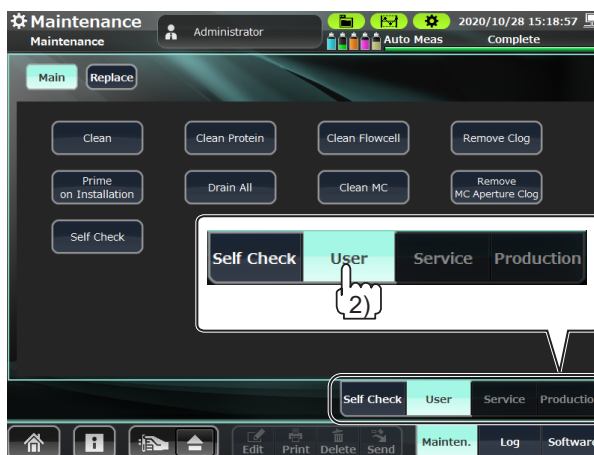 Maintenance
Maintenance
Administrator
2020/10/28 15:18:57
Auto Meas
Complete
Main
Replace
Clean
Clean Protein
Clean Flowcell
Remove Clog
Prime
on Installation
Drain All
Clean MC
Remove
MC Aperture Clog
Self Check
Self Check
User
Service
Production
2)
Self Check
User
Service
Productio
Edit
Print
Delete
Send
Mainten.
Log
Software